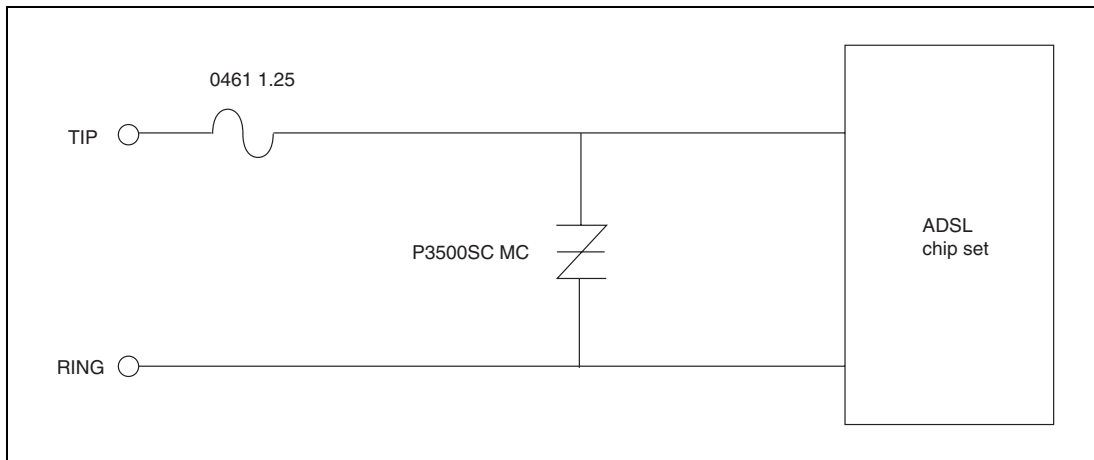 0461 1.25
TIP
P3500SC MC
ADSL
chip set
RING